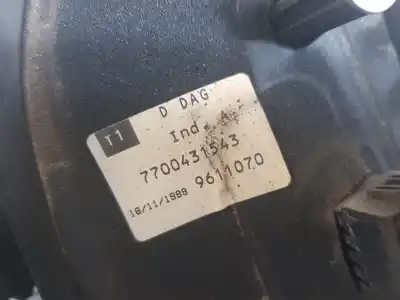 T1 D DAG
Ind. A
7700431543
16/11/1999 9611070